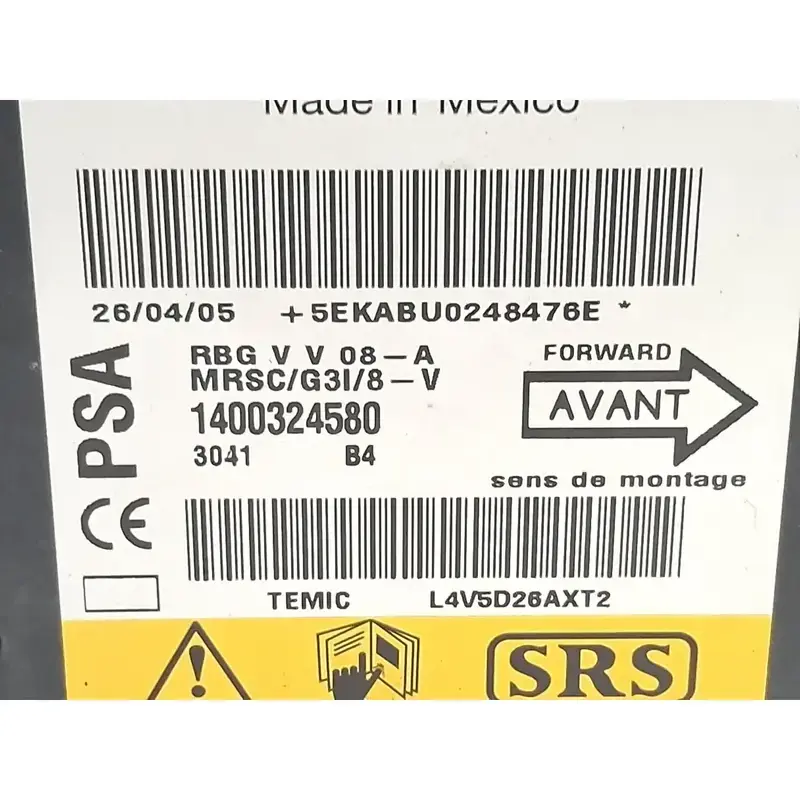 Made in Mexico
26/04/05 +5EKABU0248476E *
PSA
RBG V V 08-A
MRSC/G3I/8-V
1400324580
3041 B4
FORWARD
AVANT
sens de montage
CE
TEMIC L4V5D26AXT2
SRS